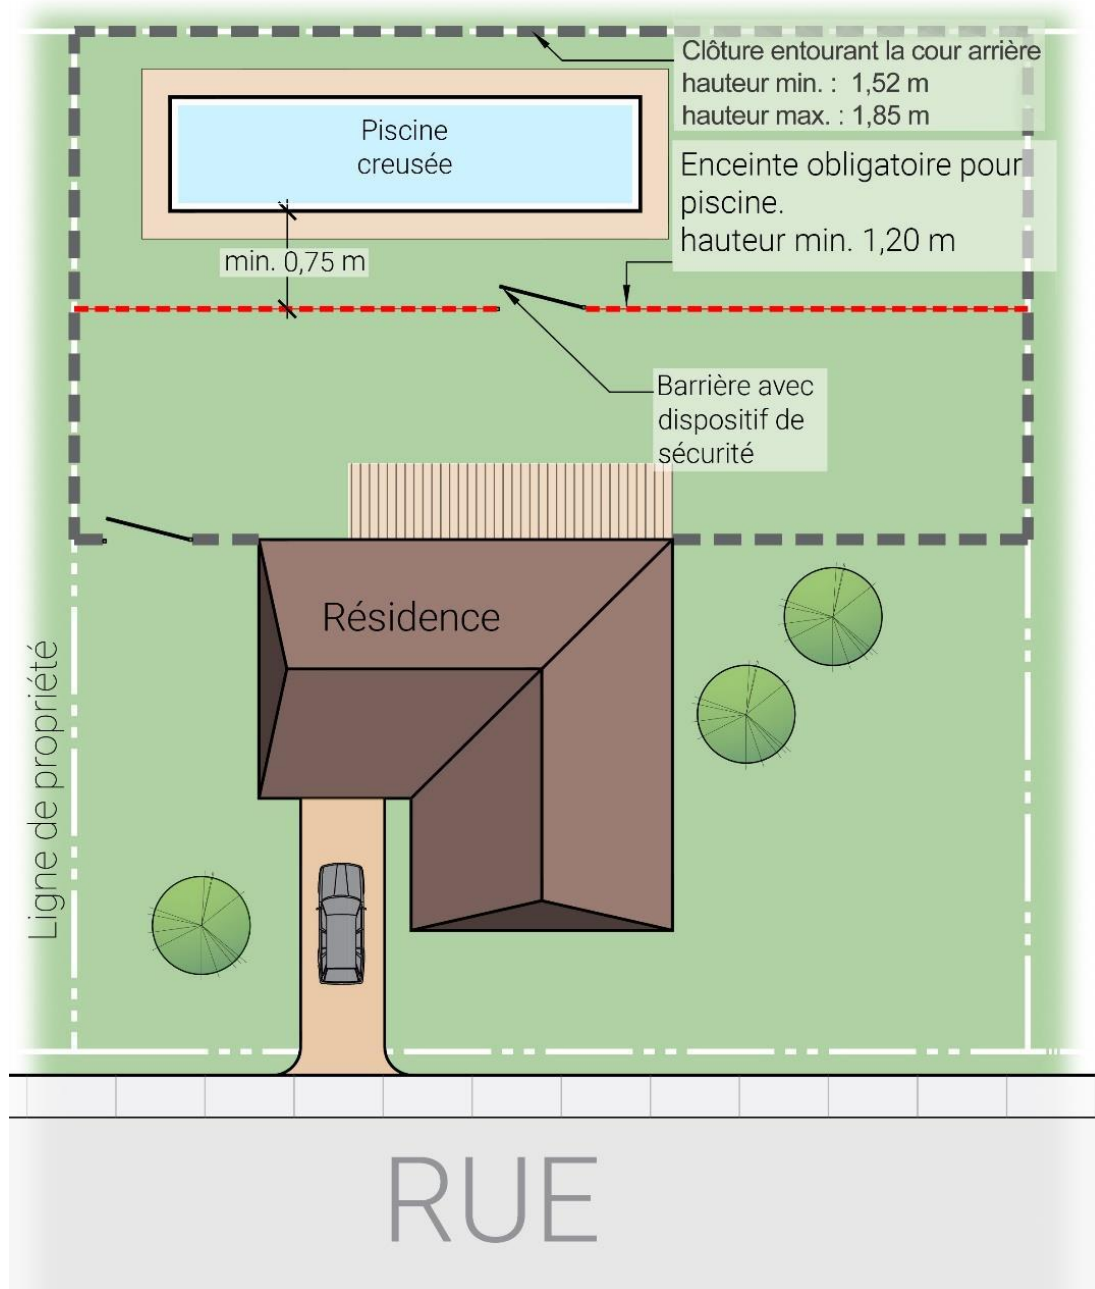 Clôture entourant la cour arrière
hauteur min. : 1,52 m
hauteur max. : 1,85 m
Piscine
creusée
Enceinte obligatoire pour
piscine.
hauteur min. 1,20 m
min. 0,75 m
Barrière avec
dispositif de
sécurité
Résidence
Ligne de propriété
RUE